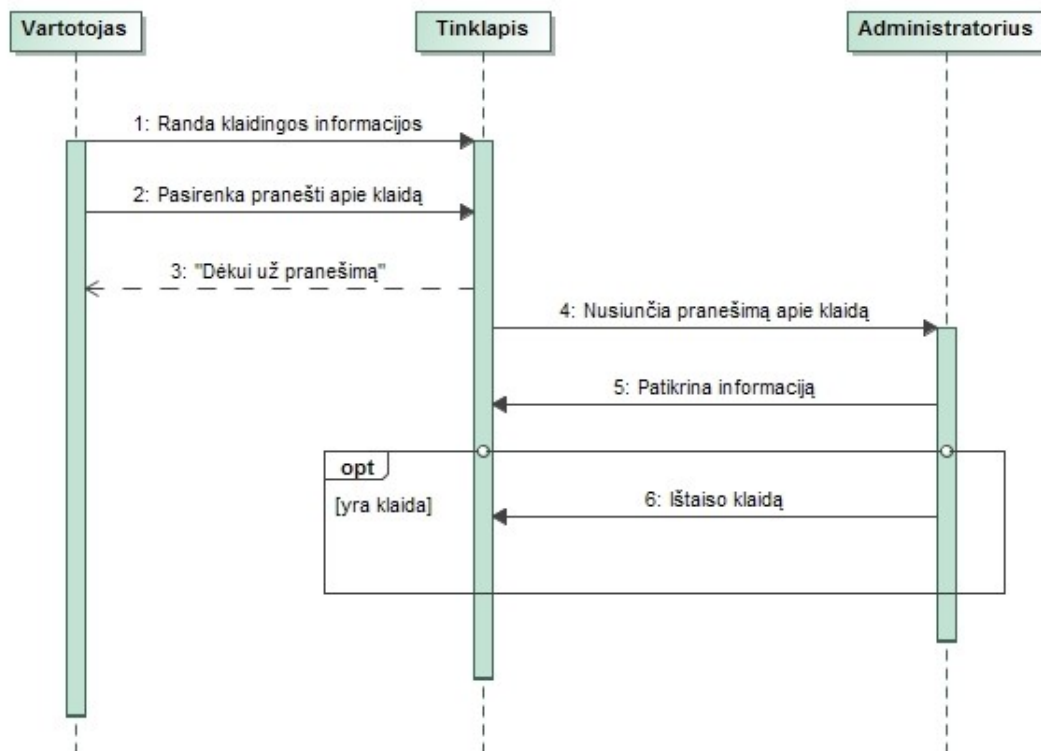 Vartotojas
Tinklapis
Administratorius
1: Randa klaidingos informacijos
2: Pasirenka pranešti apie klaidą
3: "Dėkui už pranešimą"
4: Nusiunčia pranešimą apie klaidą
5: Patikrina informaciją
opt
[yra klaida]
6: Ištaiso klaidą